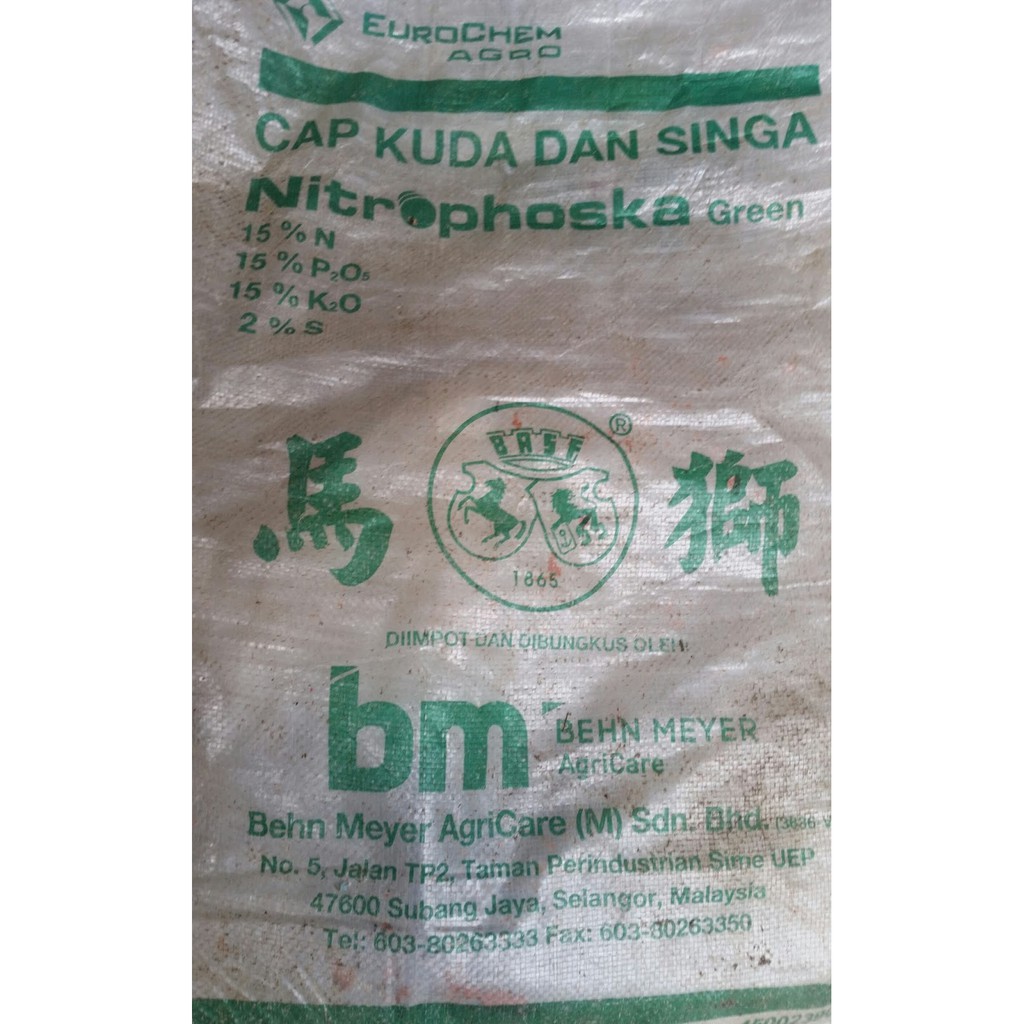 EUROCHEM
AGRO
CAP KUDA DAN SINGA
Nitrophoska Green
15 % N
15 % P₂O₅
15 % K₂O
2 % S
BASF
®
馬 獅
1865
DIIMPOT DAN DIBUNGKUS OLEH
bm
BEHN MEYER
AgriCare
Behn Meyer AgriCare (M) Sdn. Bhd.
No. 5, Jalan TP2, Taman Perindustrian Sime UEP
47600 Subang Jaya, Selangor, Malaysia
Tel: 603-80263333 Fax: 603-80263350